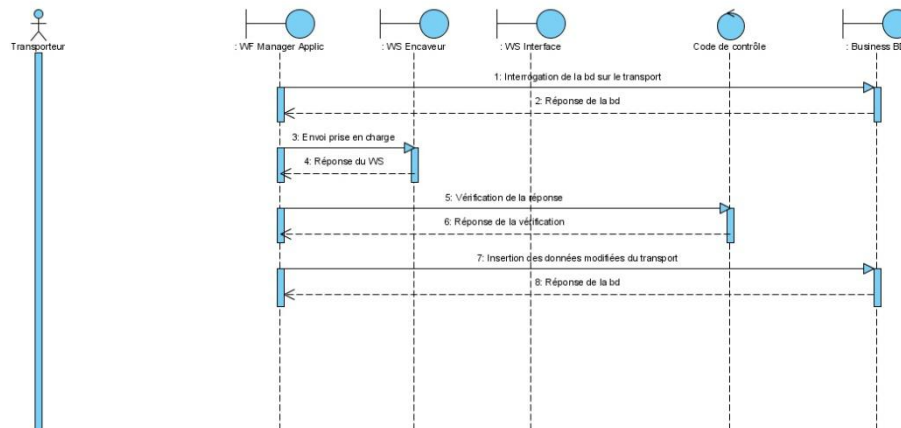 Transporteur
: WF Manager Applic
: WS Encaveur
: WS Interface
Code de contrôle
: Business BD
1: Interrogation de la bd sur le transport
2: Réponse de la bd
3: Envoi prise en charge
4: Réponse du WS
5: Vérification de la réponse
6: Réponse de la vérification
7: Insertion des données modifiées du transport
8: Réponse de la bd